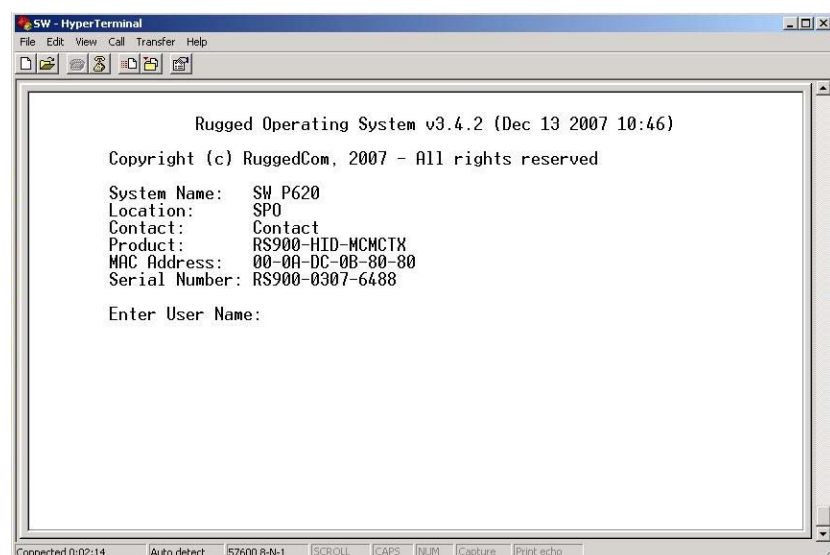 SW - HyperTerminal
File Edit View Call Transfer Help
Rugged Operating System v3.4.2 (Dec 13 2007 10:46)
Copyright (c) RuggedCom, 2007 - All rights reserved
System Name: SW P620
Location: SPO
Contact: Contact
Product: RS900-HID-MCMCTX
MAC Address: 00-0A-DC-0B-80-80
Serial Number: RS900-0307-6488
Enter User Name:
Connected 0:02:14 Auto detect 57600 8-N-1 SCROLL CAPS NUM Capture Print echo